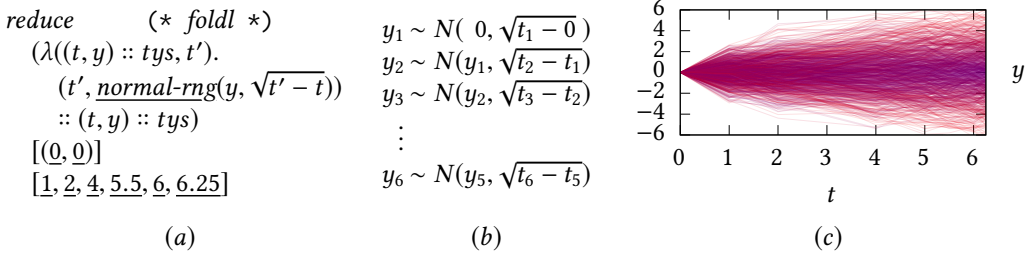 reduce (* foldl *)
(λ((t, y) :: tys, t′).
(t′, normal-rng(y, √t′ − t))
:: (t, y) :: tys)
[(0, 0)]
[1, 2, 4, 5.5, 6, 6.25]
(a)
y₁ ∼ N( 0, √t₁ − 0 )
y₂ ∼ N(y₁, √t₂ − t₁)
y₃ ∼ N(y₂, √t₃ − t₂)
⋮
y₆ ∼ N(y₅, √t₆ − t₅)
(b)
6
4
2
0
−2
−4
−6
y
0 1 2 3 4 5 6
t
(c)